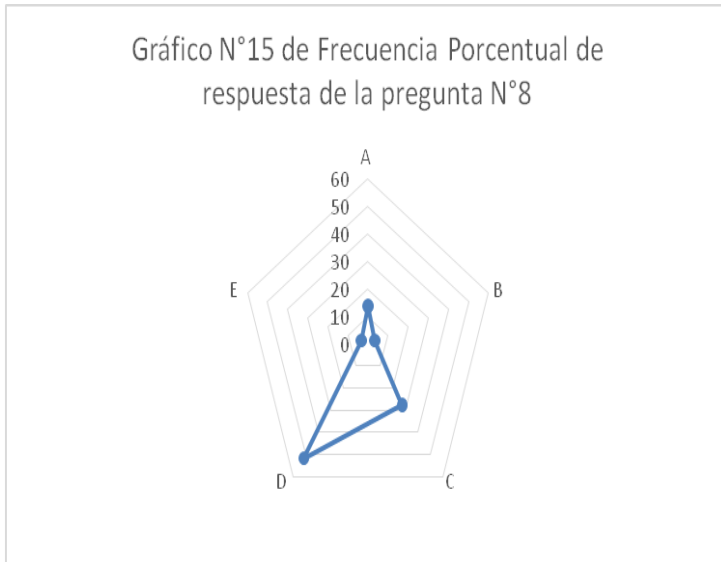 Gráfico N°15 de Frecuencia Porcentual de
respuesta de la pregunta N°8
A
60
50
40
30
20
10
0
B
C
D
E